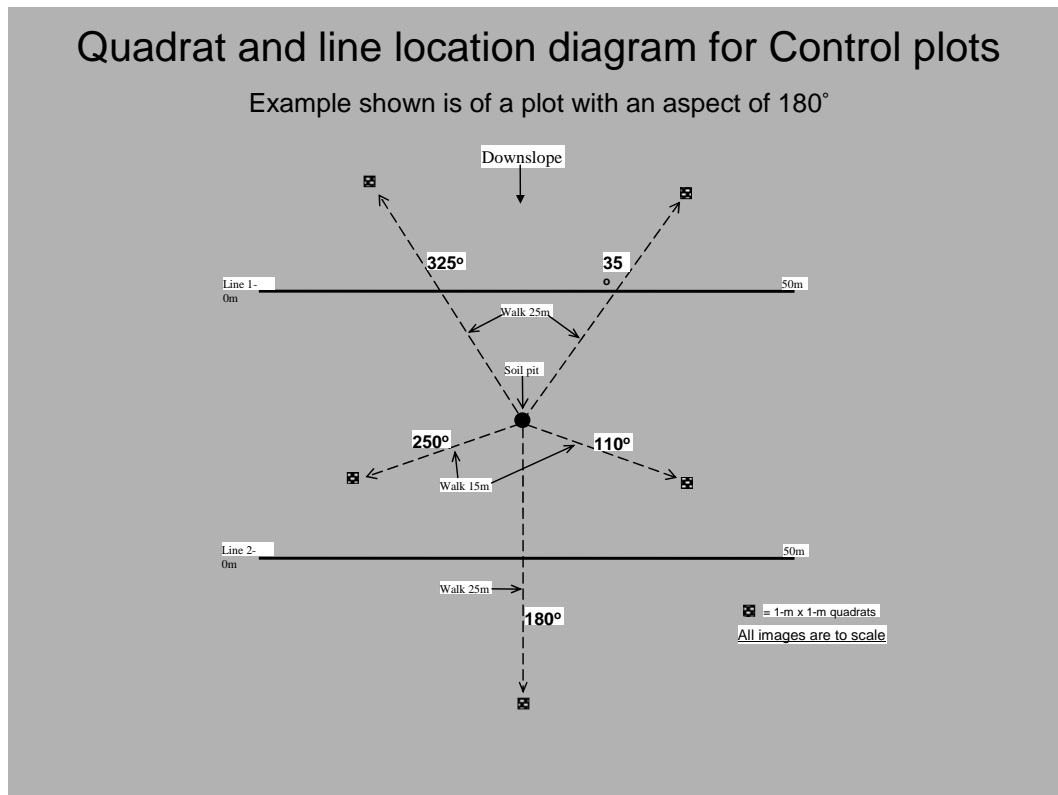 Quadrat and line location diagram for Control plots
Example shown is of a plot with an aspect of 180°
Downslope
325º
35
º
Line 1-
0m
50m
Walk 25m
Soil pit
250º
110º
Walk 15m
Line 2-
0m
50m
Walk 25m
180º
= 1-m x 1-m quadrats
All images are to scale